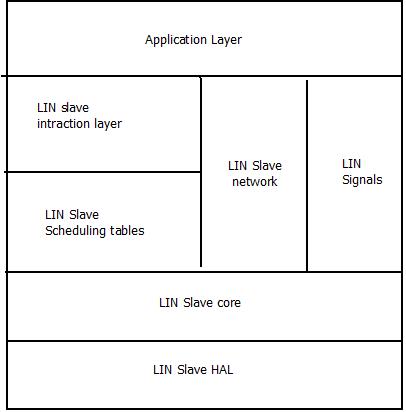 Application Layer
LIN slave
intraction layer
LIN Slave
network
LIN
Signals
LIN Slave
Scheduling tables
LIN Slave core
LIN Slave HAL